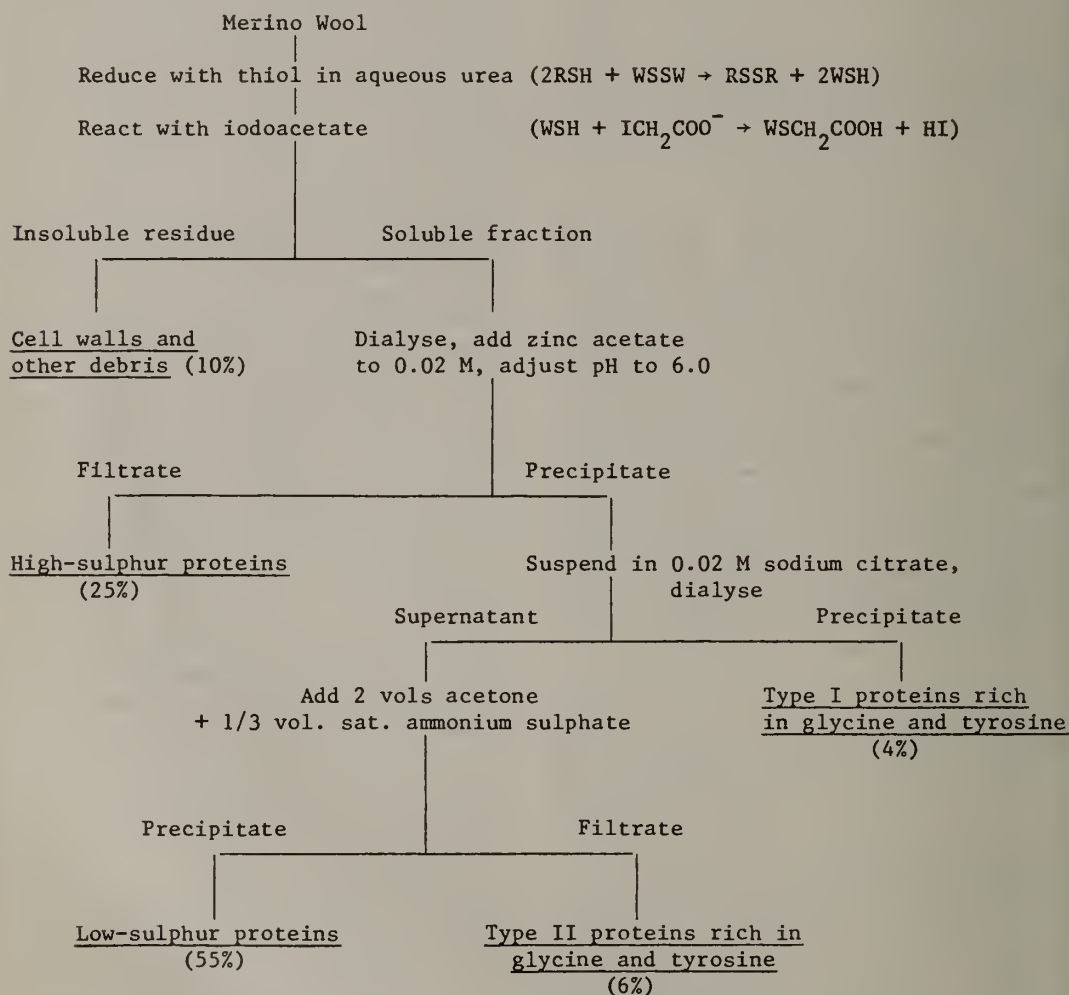 Merino Wool
Reduce with thiol in aqueous urea (2RSH + WSSW → RSSR + 2WSH)
React with iodoacetate (WSH + ICH₂COO⁻ → WSCH₂COOH + HI)
Insoluble residue Soluble fraction
Cell walls and
other debris (10%)
Dialyse, add zinc acetate
to 0.02 M, adjust pH to 6.0
Filtrate Precipitate
High-sulphur proteins
(25%)
Suspend in 0.02 M sodium citrate,
dialyse
Supernatant Precipitate
Add 2 vols acetone
+ 1/3 vol. sat. ammonium sulphate
Type I proteins rich
in glycine and tyrosine
(4%)
Precipitate Filtrate
Low-sulphur proteins
(55%)
Type II proteins rich in
glycine and tyrosine
(6%)